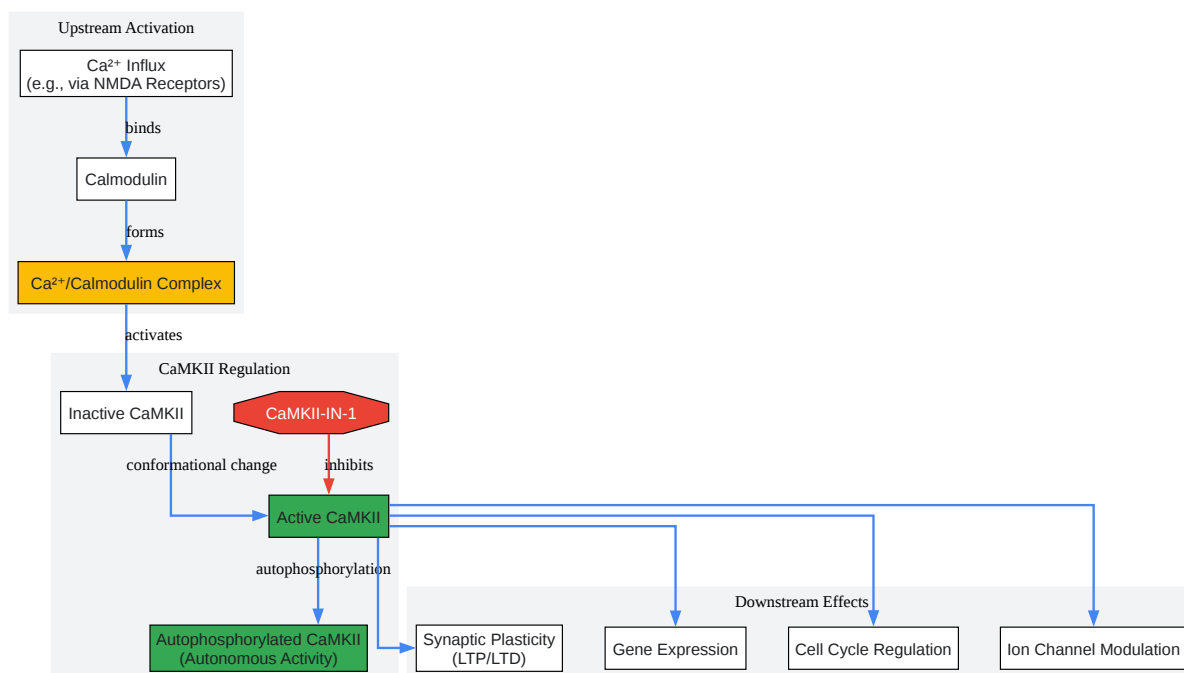 Upstream Activation
Ca²⁺ Influx
(e.g., via NMDA Receptors)
binds
Calmodulin
forms
Ca²⁺/Calmodulin Complex
activates
CaMKII Regulation
Inactive CaMKII
CaMKII-IN-1
conformational change
inhibits
Active CaMKII
autophosphorylation
Downstream Effects
Autophosphorylated CaMKII
(Autonomous Activity)
Synaptic Plasticity
(LTP/LTD)
Gene Expression
Cell Cycle Regulation
Ion Channel Modulation